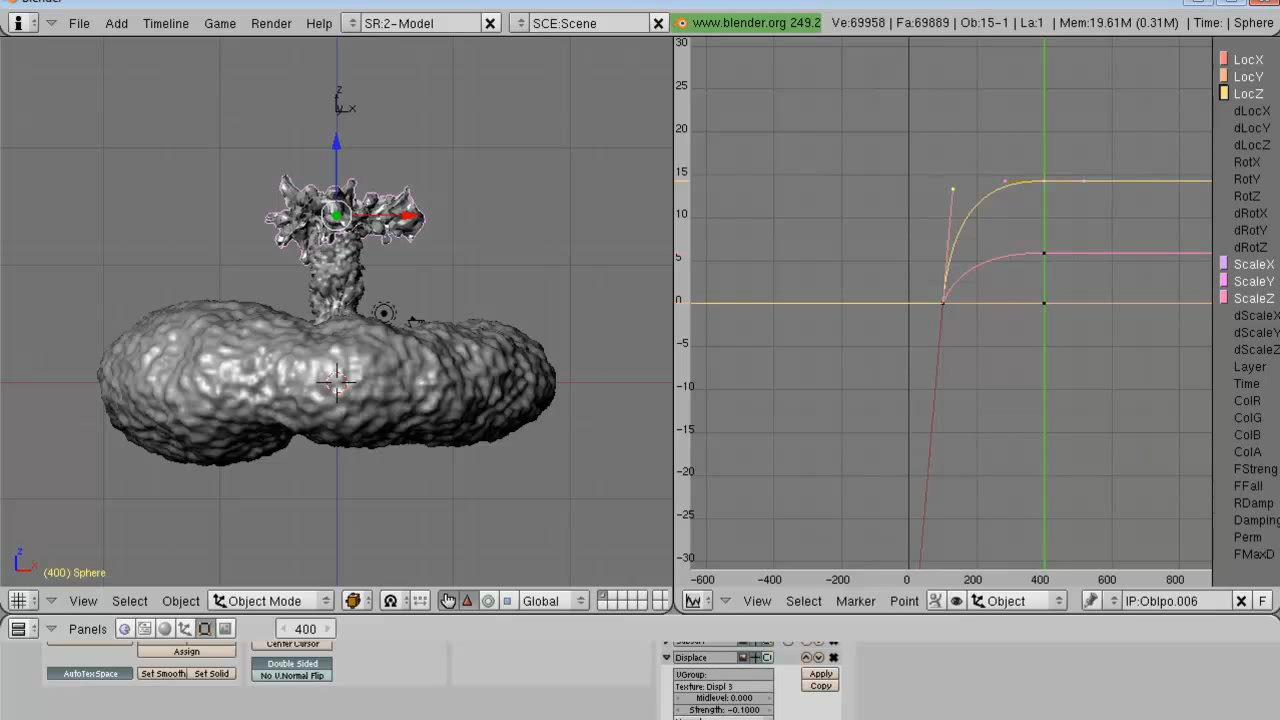 Blender
File Add Timeline Game Render Help SR:2-Model SCE:Scene www.blender.org 249.2 Ve:69958 | Fa:69889 | Ob:15-1 | La:1 | Mem:19.61M (0.31M) | Time: | Sphere
z
x
30
25
20
15
10
5
0
-5
-10
-15
-20
-25
-30
-600 -400 -200 0 200 400 600 800
LocX
LocY
LocZ
dLocX
dLocY
dLocZ
RotX
RotY
RotZ
dRotX
dRotY
dRotZ
ScaleX
ScaleY
ScaleZ
dScaleX
dScaleY
dScaleZ
Layer
Time
ColR
ColG
ColB
ColA
FStreng
FFall
RDamp
Damping
Perm
FMaxD
z
x
(400) Sphere
View Select Object Object Mode Global
View Select Marker Point Object IP:ObIpo.006 F
Panels 400
Assign
Center Cursor
AutoTexSpace Set Smooth Set Solid
Double Sided
No V.Normal Flip
Displace
VGroup:
Texture: Displ 3
Midlevel: 0.000
Strength: -0.1000
Apply
Copy